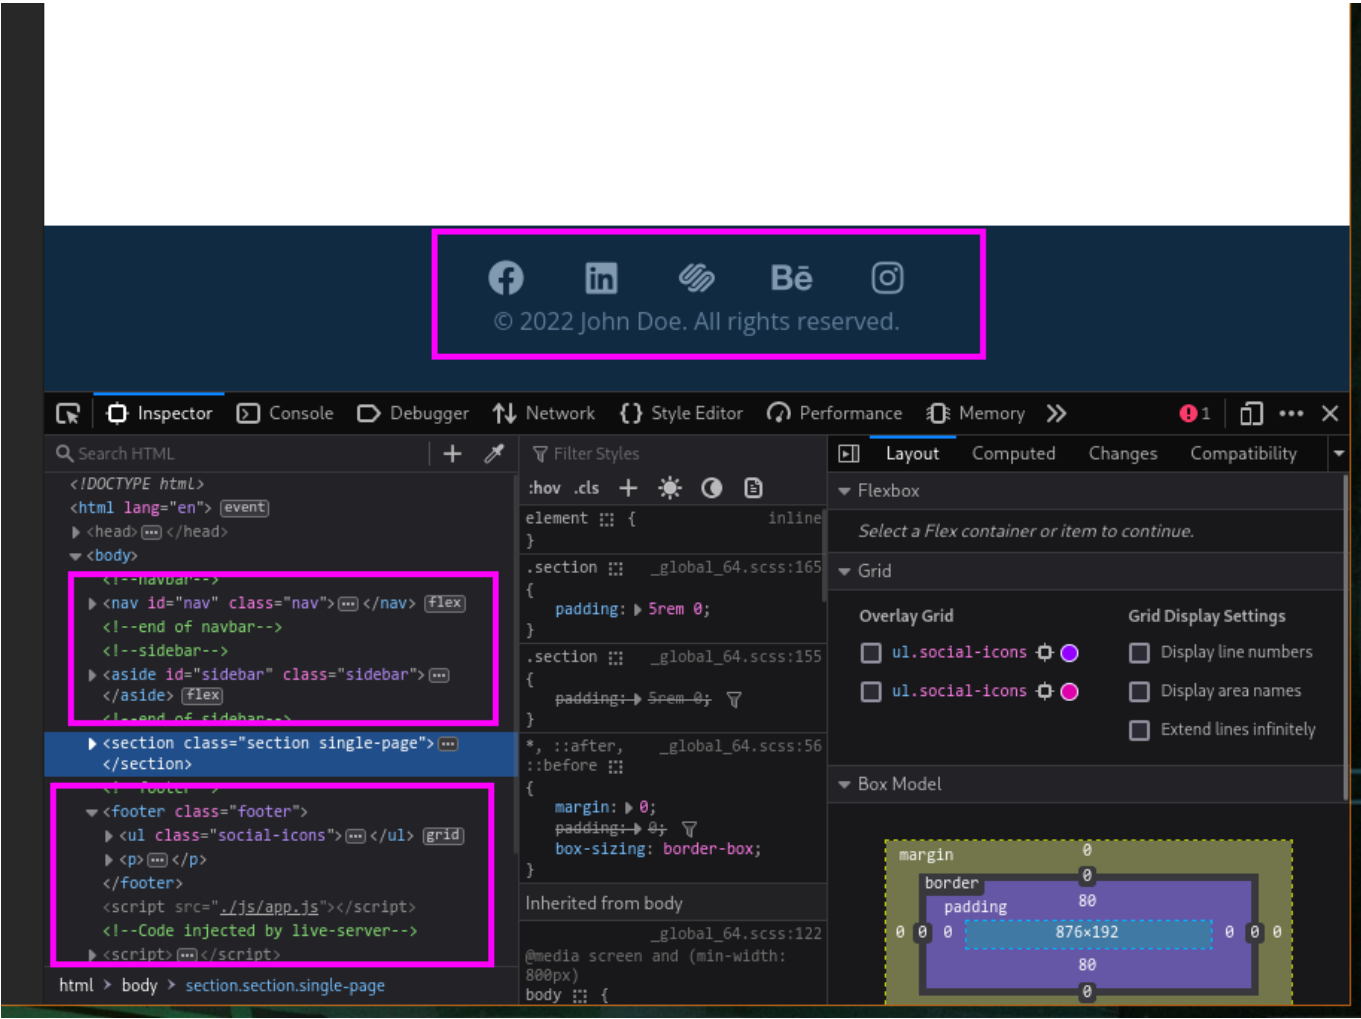 in Bē
© 2022 John Doe. All rights reserved.
Inspector Console Debugger Network {} Style Editor Performance Memory 1
Search HTML
<!DOCTYPE html>
<html lang="en"> event
<head> </head>
<body>
<!--navbar-->
<nav id="nav" class="nav"> </nav> flex
<!--end of navbar-->
<!--sidebar-->
<aside id="sidebar" class="sidebar">
</aside> flex
<!--end of sidebar-->
<section class="section single-page">
</section>
<!--footer-->
<footer class="footer">
<ul class="social-icons"> </ul> grid
<p> </p>
</footer>
<script src="./js/app.js"></script>
<!--Code injected by live-server-->
<script> </script>
html > body > section.section.single-page
Filter Styles
:hov .cls +
element { inline
}
.section _global_64.scss:165
{
padding: 5rem 0;
}
.section _global_64.scss:155
{
padding: 5rem 0;
}
*, ::after, _global_64.scss:56
::before
{
margin: 0;
padding: 0;
box-sizing: border-box;
}
Inherited from body
_global_64.scss:122
@media screen and (min-width:
800px)
body {
Layout Computed Changes Compatibility
Flexbox
Select a Flex container or item to continue.
Grid
Overlay Grid Grid Display Settings
ul.social-icons Display line numbers
ul.social-icons Display area names
Extend lines infinitely
Box Model
margin 0
border 0
padding 80
0 0 0 876×192 0 0 0
80
0